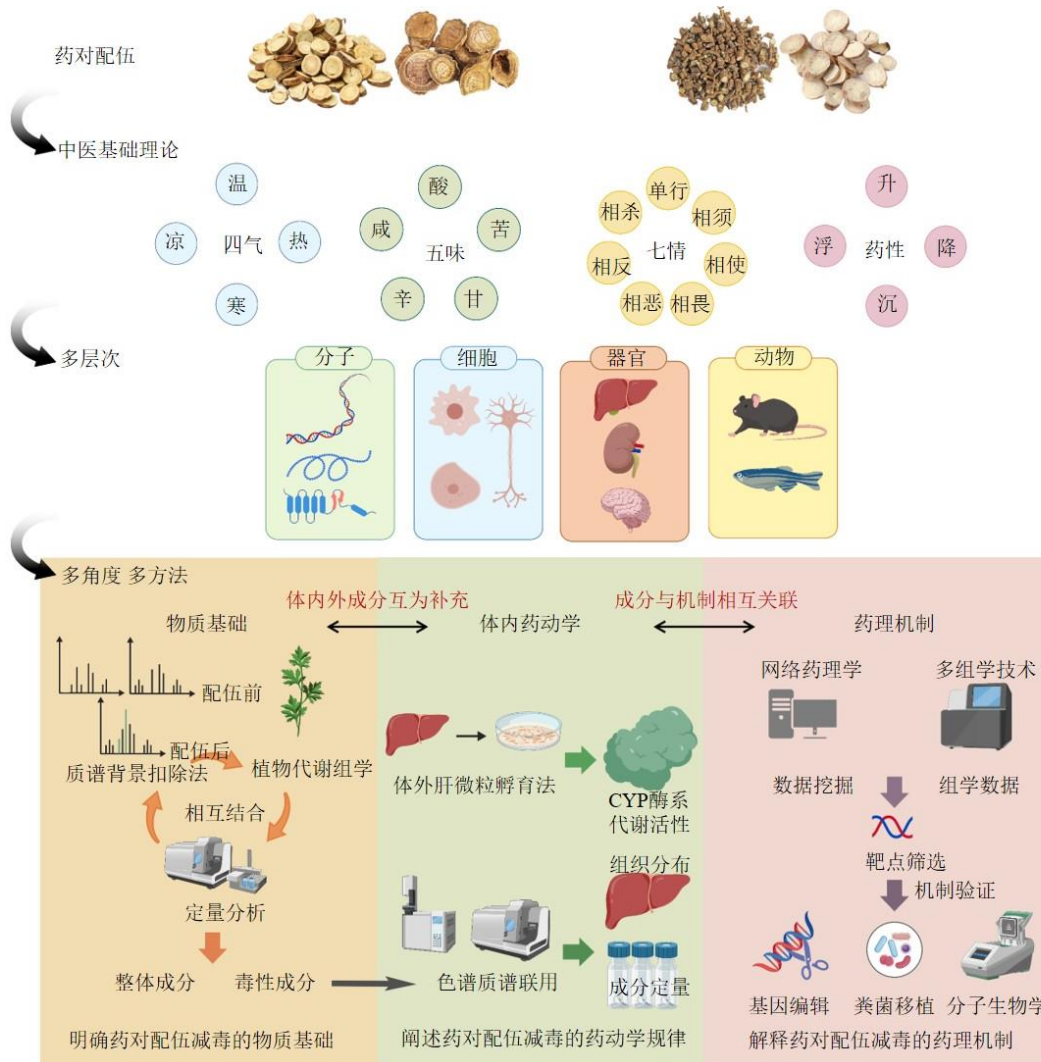 药对配伍
中医基础理论
温
凉
四气
热
寒
酸
咸
五味
苦
辛
甘
单行
相杀
相须
相反
七情
相使
相恶
相畏
升
浮
药性
降
沉
多层次
分子
细胞
器官
动物
多角度 多方法
体内外成分互为补充
成分与机制相互关联
物质基础
体内药动学
药理机制
配伍前
配伍后
质谱背景扣除法
植物代谢组学
相互结合
定量分析
整体成分
毒性成分
明确药对配伍减毒的物质基础
体外肝微粒孵育法
CYP酶系
代谢活性
组织分布
色谱质谱联用
成分定量
阐述药对配伍减毒的药动学规律
网络药理学
多组学技术
数据挖掘
组学数据
靶点筛选
机制验证
基因编辑
粪菌移植
分子生物学
解释药对配伍减毒的药理机制